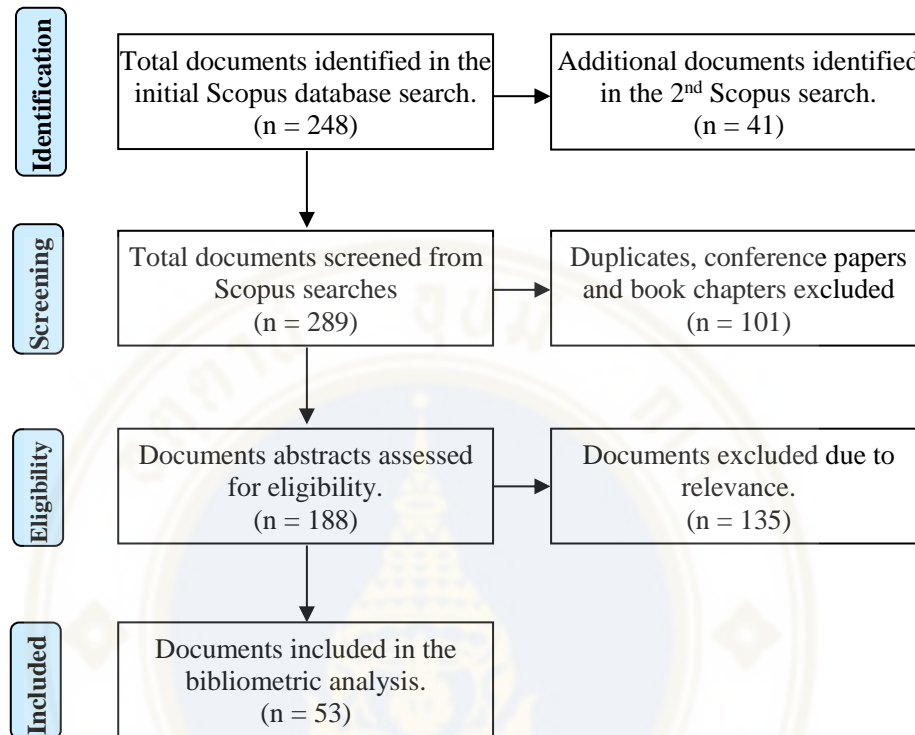 Identification
Total documents identified in the
initial Scopus database search.
(n = 248)
Additional documents identified
in the 2nd Scopus search.
(n = 41)
Screening
Total documents screened from
Scopus searches
(n = 289)
Duplicates, conference papers
and book chapters excluded
(n = 101)
Eligibility
Documents abstracts assessed
for eligibility.
(n = 188)
Documents excluded due to
relevance.
(n = 135)
Included
Documents included in the
bibliometric analysis.
(n = 53)